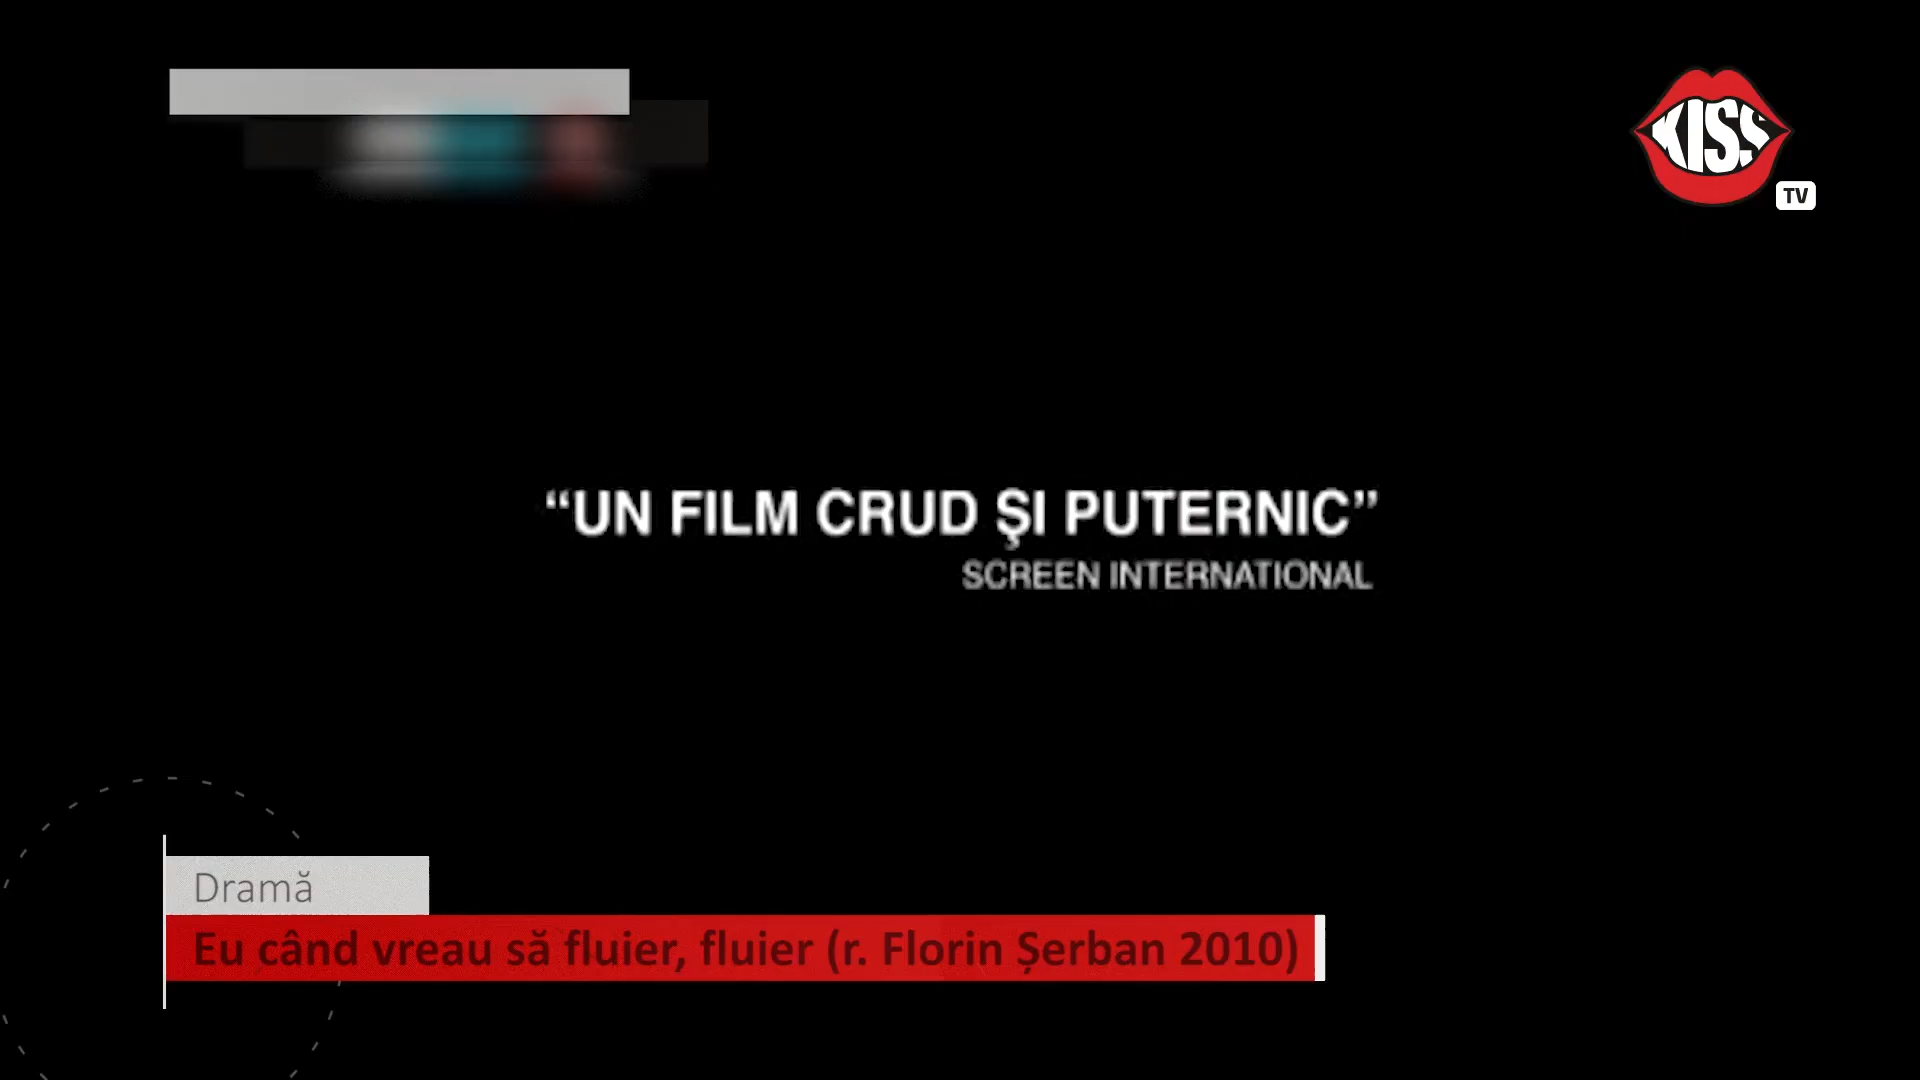 KISS
TV
“UN FILM CRUD ŞI PUTERNIC”
SCREEN INTERNATIONAL
Dramă
Eu când vreau să fluier, fluier (r. Florin Șerban 2010)